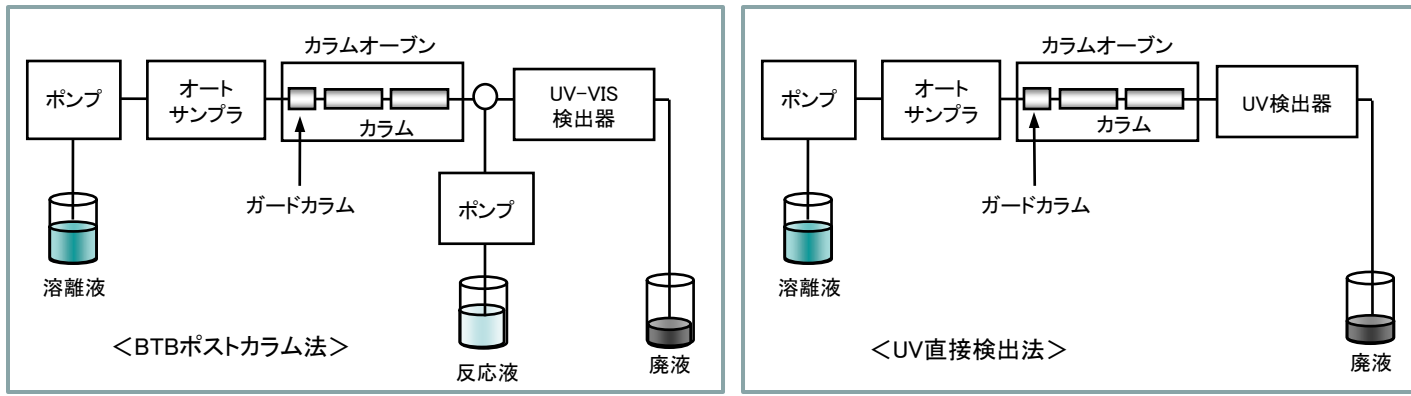 カラムオーブン
ポンプ
オート
サンプラ
カラム
UV-VIS
検出器
ガードカラム
ポンプ
溶離液
反応液
廃液
＜BTBポストカラム法＞
カラムオーブン
ポンプ
オート
サンプラ
カラム
UV検出器
ガードカラム
溶離液
廃液
＜UV直接検出法＞